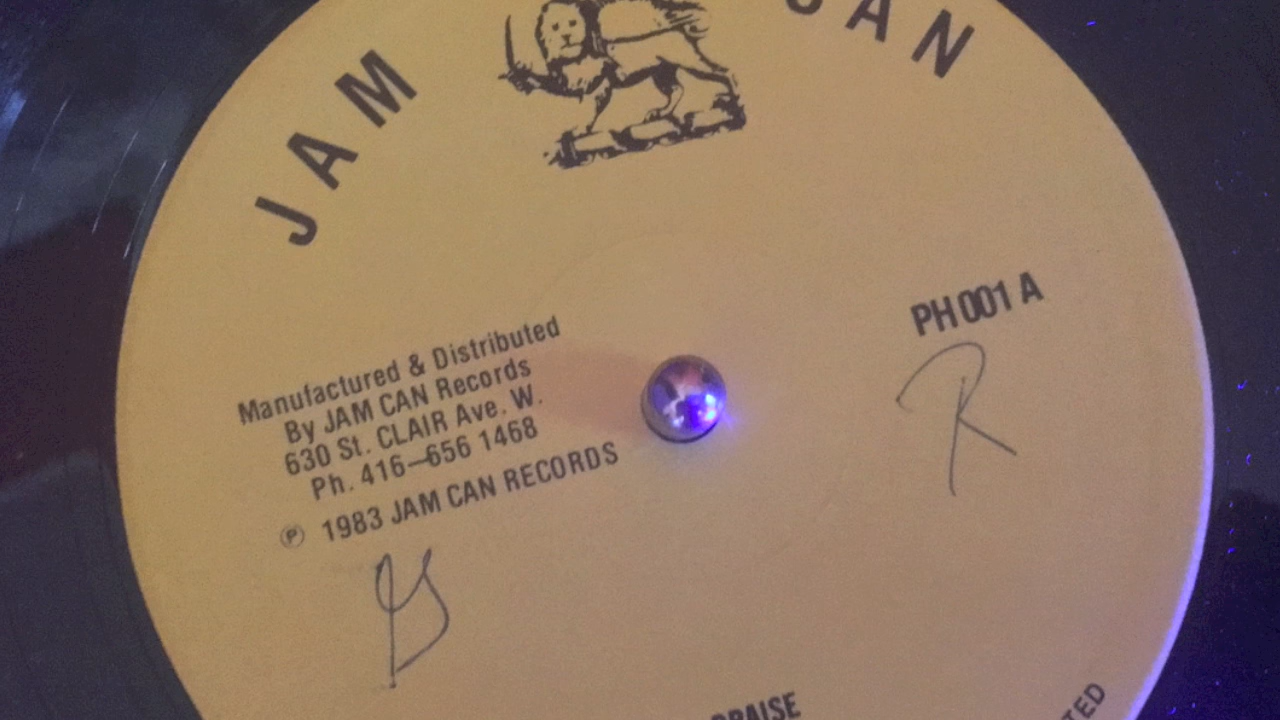 JAM CAN
PH 001 A
R
Manufactured & Distributed
By JAM CAN Records
630 St. CLAIR Ave. W.
Ph. 416–656 1468
℗ 1983 JAM CAN RECORDS
PRAISE
TED